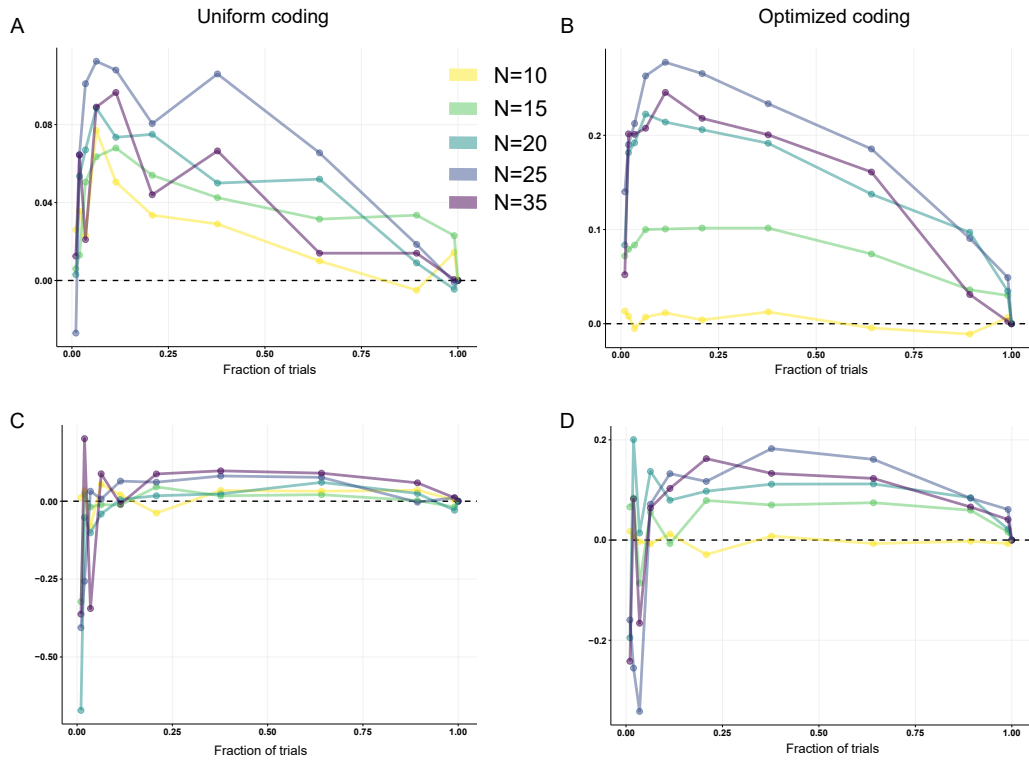 Uniform coding
Optimized coding
A
B
N=10
N=15
N=20
N=25
N=35
0.08
0.04
0.00
0.00
0.25
0.75
1.00
Fraction of trials
0.2
0.1
0.0
0.00
0.25
0.50
0.75
1.00
Fraction of trials
C
D
0.00
−0.25
−0.50
0.00
0.25
0.50
0.75
1.00
Fraction of trials
0.2
0.0
−0.2
0.00
0.25
0.50
0.75
1.00
Fraction of trials